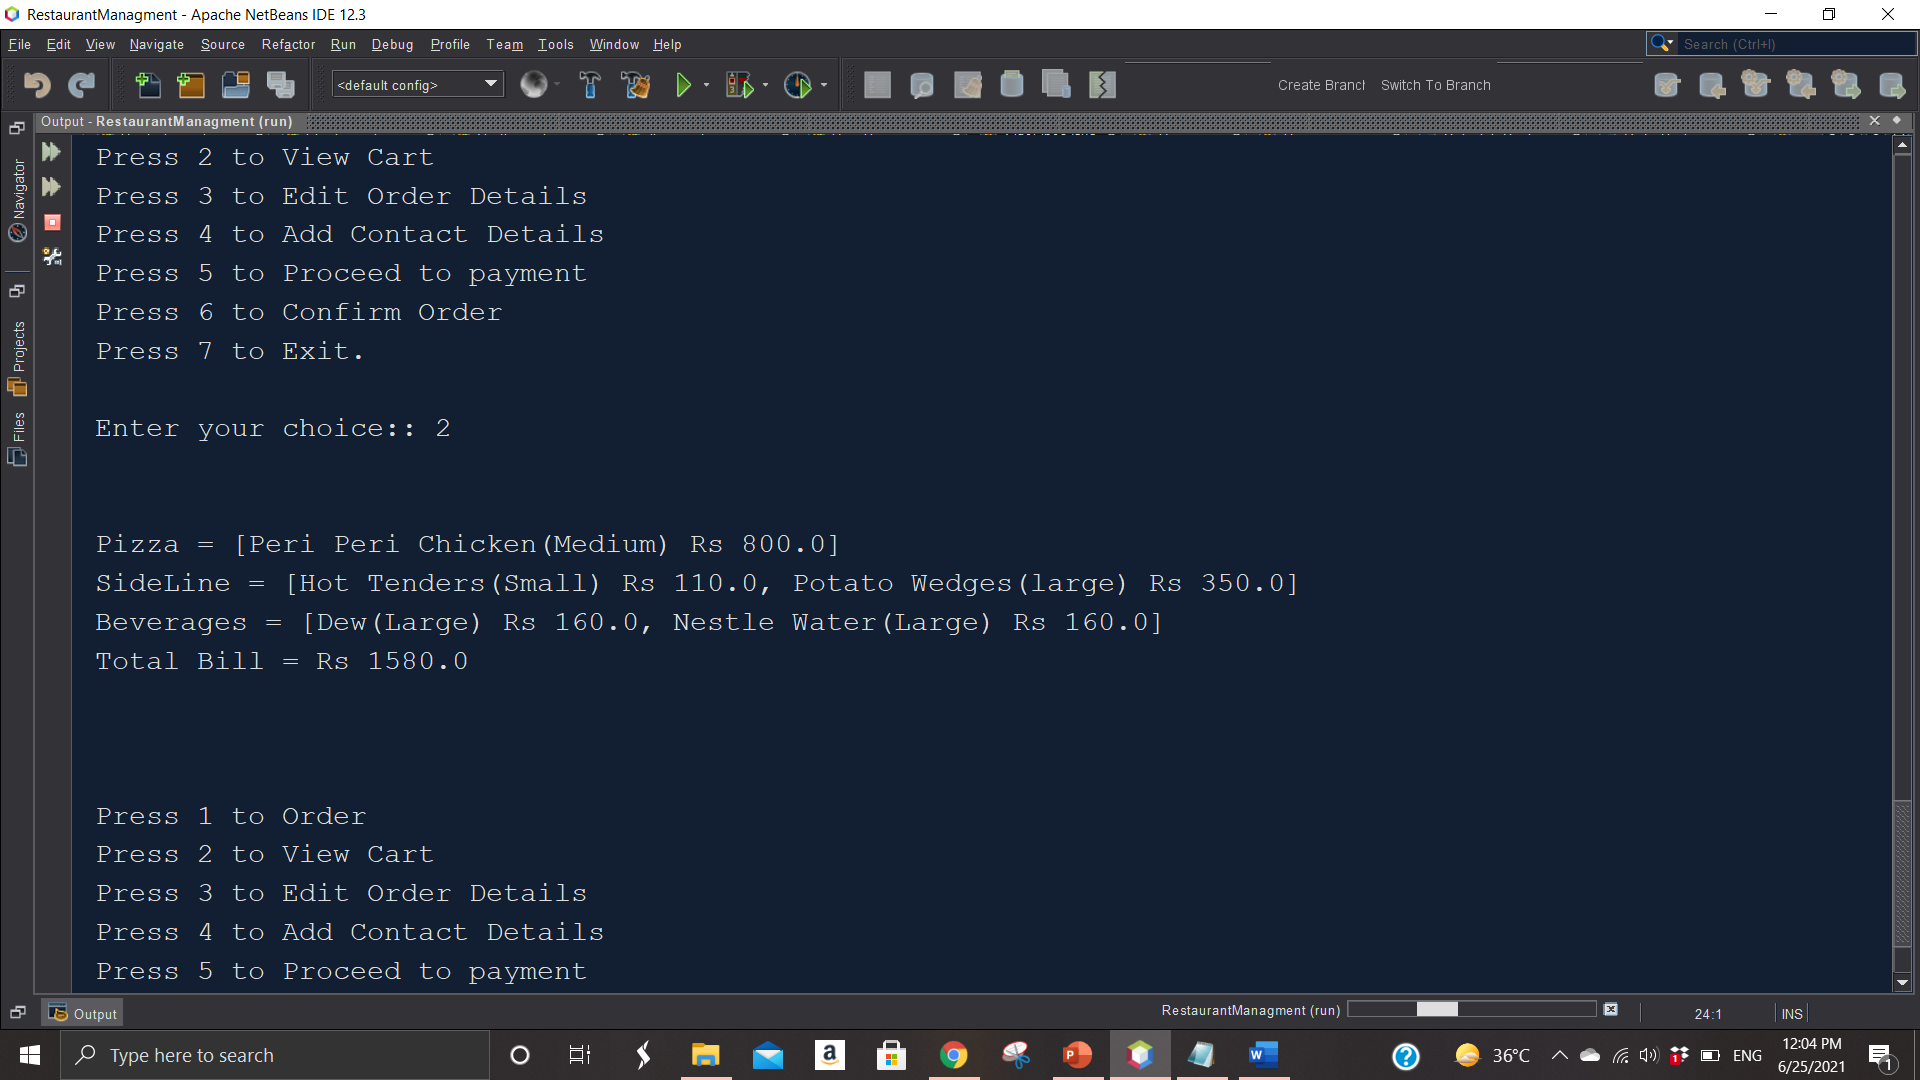 RestaurantManagment - Apache NetBeans IDE 12.3
File Edit View Navigate Source Refactor Run Debug Profile Team Tools Window Help
Search (Ctrl+I)
<default config>
Create Branch Switch To Branch
Output - RestaurantManagment (run)
Navigator
Projects
Files
Press 2 to View Cart
Press 3 to Edit Order Details
Press 4 to Add Contact Details
Press 5 to Proceed to payment
Press 6 to Confirm Order
Press 7 to Exit.
Enter your choice:: 2
Pizza = [Peri Peri Chicken(Medium) Rs 800.0]
SideLine = [Hot Tenders(Small) Rs 110.0, Potato Wedges(large) Rs 350.0]
Beverages = [Dew(Large) Rs 160.0, Nestle Water(Large) Rs 160.0]
Total Bill = Rs 1580.0
Press 1 to Order
Press 2 to View Cart
Press 3 to Edit Order Details
Press 4 to Add Contact Details
Press 5 to Proceed to payment
Output
RestaurantManagment (run)
24:1
INS
Type here to search
36°C
ENG
12:04 PM
6/25/2021
1